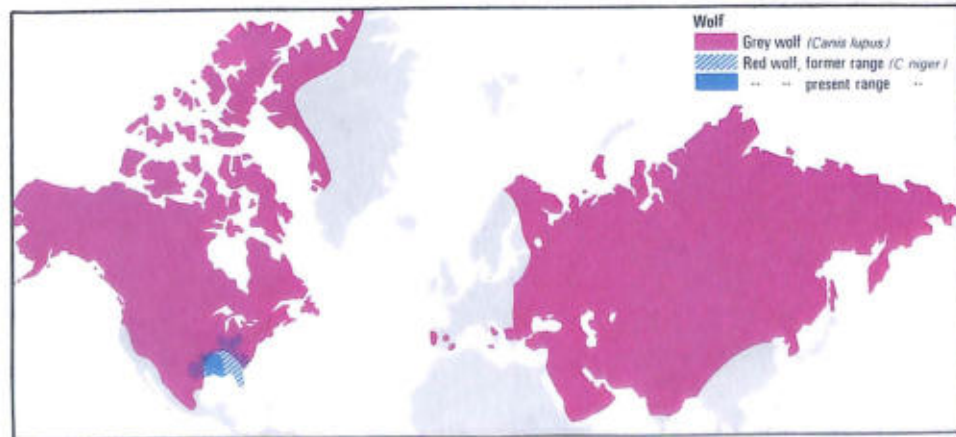 Wolf
Grey wolf (Canis lupus)
Red wolf, former range (C niger)
·· ·· present range ··